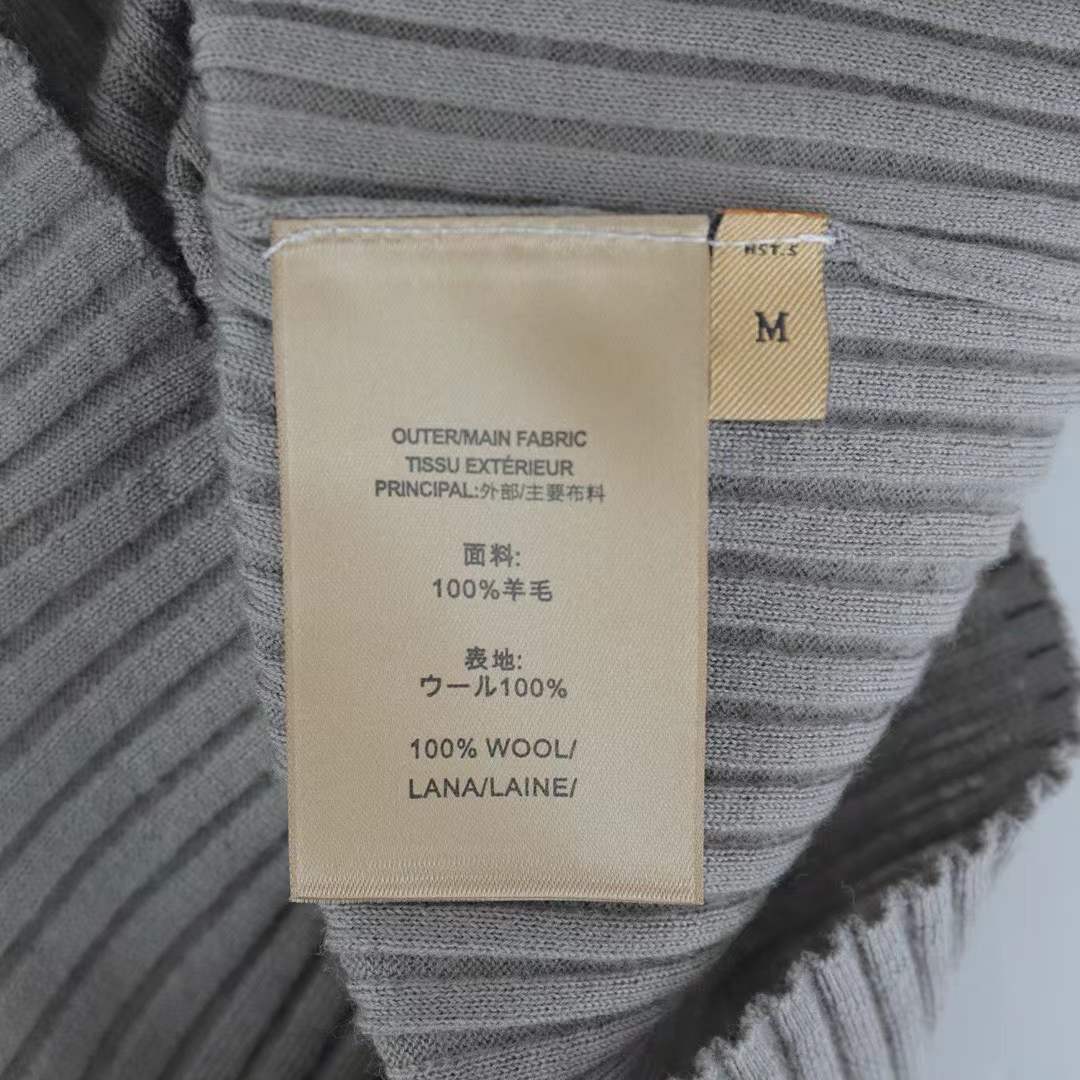 OUTER/MAIN FABRIC
TISSU EXTÉRIEUR
PRINCIPAL:外部/主要布料
面料:
100%羊毛
表地:
ウール100%
100% WOOL/
LANA/LAINE/
M